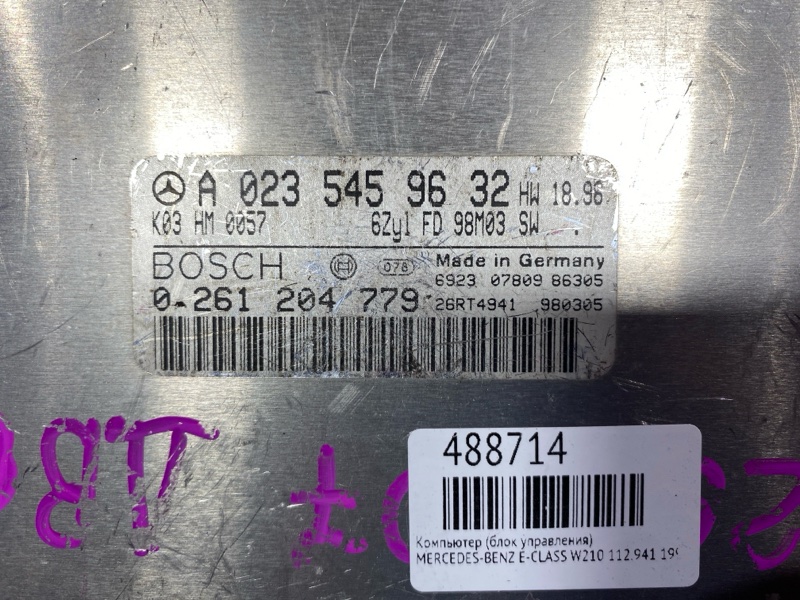 A 023 545 96 32 HW 18.96
K03 HM 0057 6Zyl FD 98M03 SW
BOSCH 078 Made in Germany
6923 07809 86305
0 261 204 779 26RT4941 980305
488714
Компьютер (блок управления)
MERCEDES-BENZ E-CLASS W210 112.941